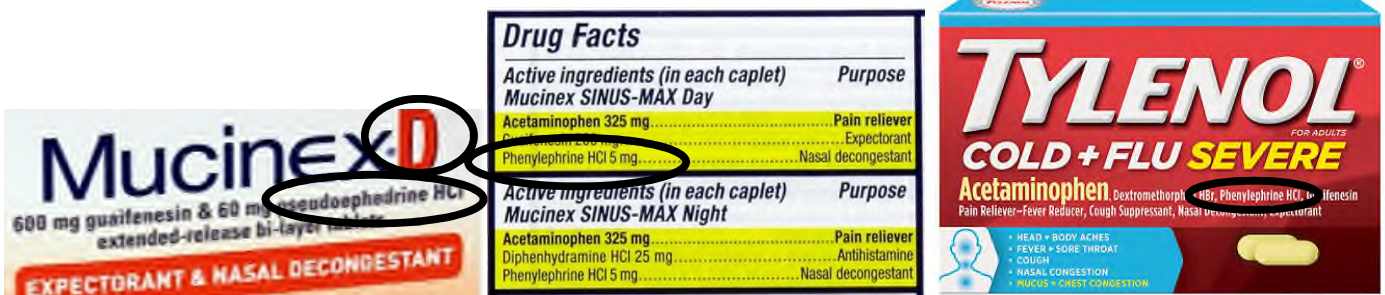 Mucinex D
600 mg guaifenesin & 60 mg pseudoephedrine HCl
extended-release bi-layer tablets
EXPECTORANT & NASAL DECONGESTANT
Drug Facts
Active ingredients (in each caplet) Purpose
Mucinex SINUS-MAX Day
Acetaminophen 325 mg Pain reliever
Guaifenesin 200 mg Expectorant
Phenylephrine HCl 5 mg Nasal decongestant
Active ingredients (in each caplet) Purpose
Mucinex SINUS-MAX Night
Acetaminophen 325 mg Pain reliever
Diphenhydramine HCl 25 mg Antihistamine
Phenylephrine HCl 5 mg Nasal decongestant
TYLENOL®
FOR ADULTS
COLD + FLU SEVERE
Acetaminophen, Dextromethorphan HBr, Phenylephrine HCl, Guaifenesin
Pain Reliever–Fever Reducer, Cough Suppressant, Nasal Decongestant, Expectorant
• HEAD + BODY ACHES
• FEVER + SORE THROAT
• COUGH
• NASAL CONGESTION
• MUCUS + CHEST CONGESTION